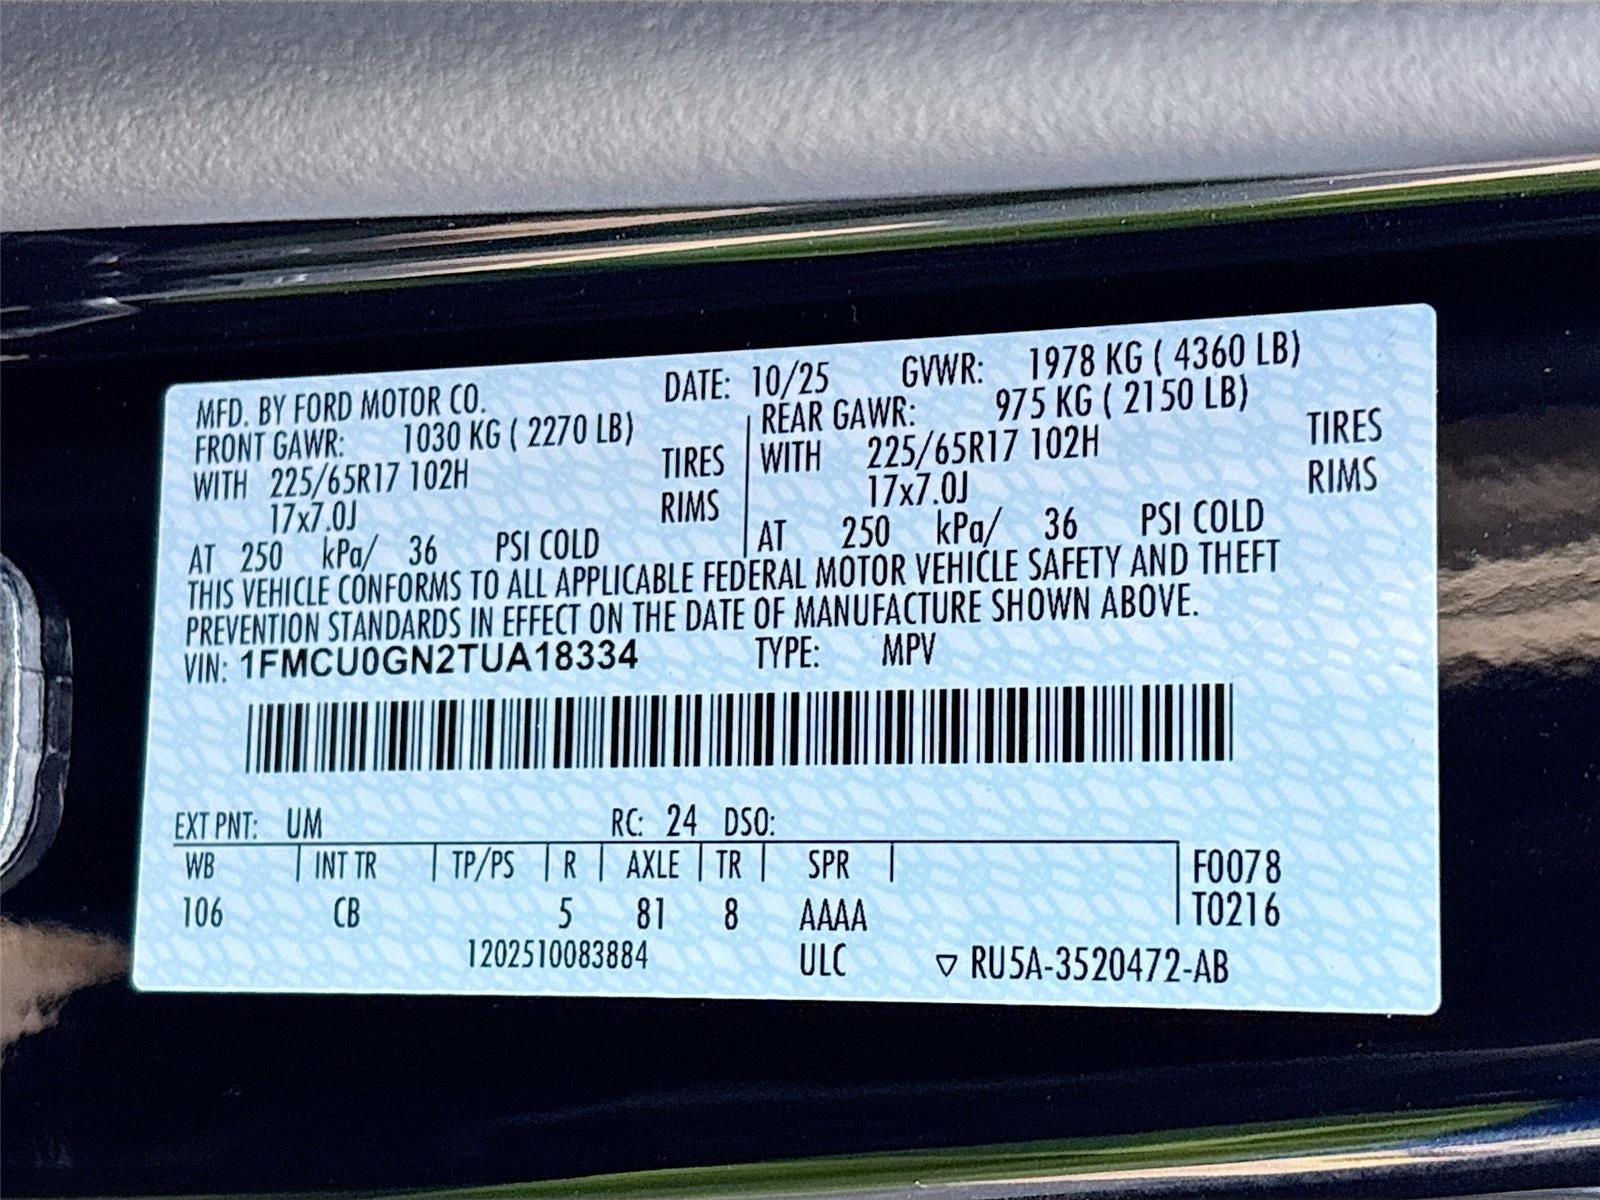 MFD. BY FORD MOTOR CO. DATE: 10/25 GVWR: 1978 KG ( 4360 LB)
FRONT GAWR: 1030 KG ( 2270 LB) REAR GAWR: 975 KG ( 2150 LB)
WITH 225/65R17 102H TIRES WITH 225/65R17 102H TIRES
17x7.0J RIMS 17x7.0J RIMS
AT 250 kPa/ 36 PSI COLD AT 250 kPa/ 36 PSI COLD
THIS VEHICLE CONFORMS TO ALL APPLICABLE FEDERAL MOTOR VEHICLE SAFETY AND THEFT
PREVENTION STANDARDS IN EFFECT ON THE DATE OF MANUFACTURE SHOWN ABOVE.
VIN: 1FMCU0GN2TUA18334 TYPE: MPV
EXT PNT: UM RC: 24 DSO:
WB INT TR TP/PS R AXLE TR SPR F0078
106 CB 5 81 8 AAAA T0216
1202510083884 ULC ▽ RU5A-3520472-AB